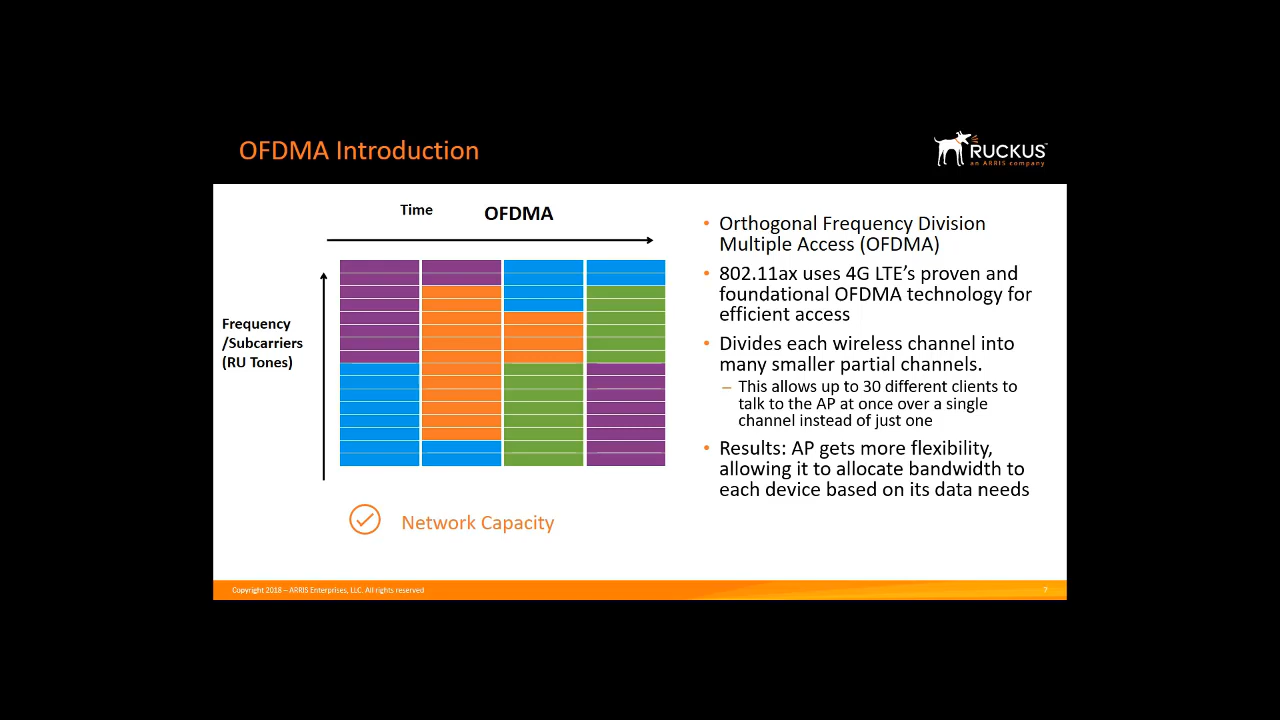 OFDMA Introduction
RUCKUS™
an ARRIS company
Time
OFDMA
Frequency
/Subcarriers
(RU Tones)
Network Capacity
• Orthogonal Frequency Division
Multiple Access (OFDMA)
• 802.11ax uses 4G LTE's proven and
foundational OFDMA technology for
efficient access
• Divides each wireless channel into
many smaller partial channels.
– This allows up to 30 different clients to
talk to the AP at once over a single
channel instead of just one
• Results: AP gets more flexibility,
allowing it to allocate bandwidth to
each device based on its data needs
Copyright 2018 – ARRIS Enterprises, LLC. All rights reserved
7